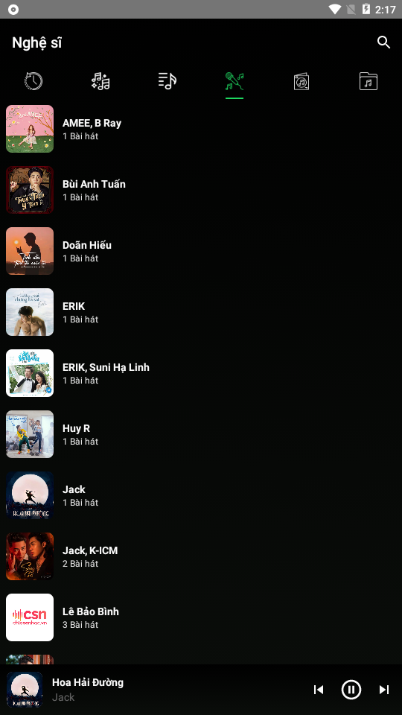 2:17
Nghệ sĩ
AMEE, B Ray
1 Bài hát
Bùi Anh Tuấn
1 Bài hát
Doãn Hiếu
1 Bài hát
ERIK
1 Bài hát
ERIK, Suni Hạ Linh
1 Bài hát
Huy R
1 Bài hát
Jack
1 Bài hát
Jack, K-ICM
2 Bài hát
csn
chiasenhac.vn
Lê Bảo Bình
3 Bài hát
Hoa Hải Đường
Jack